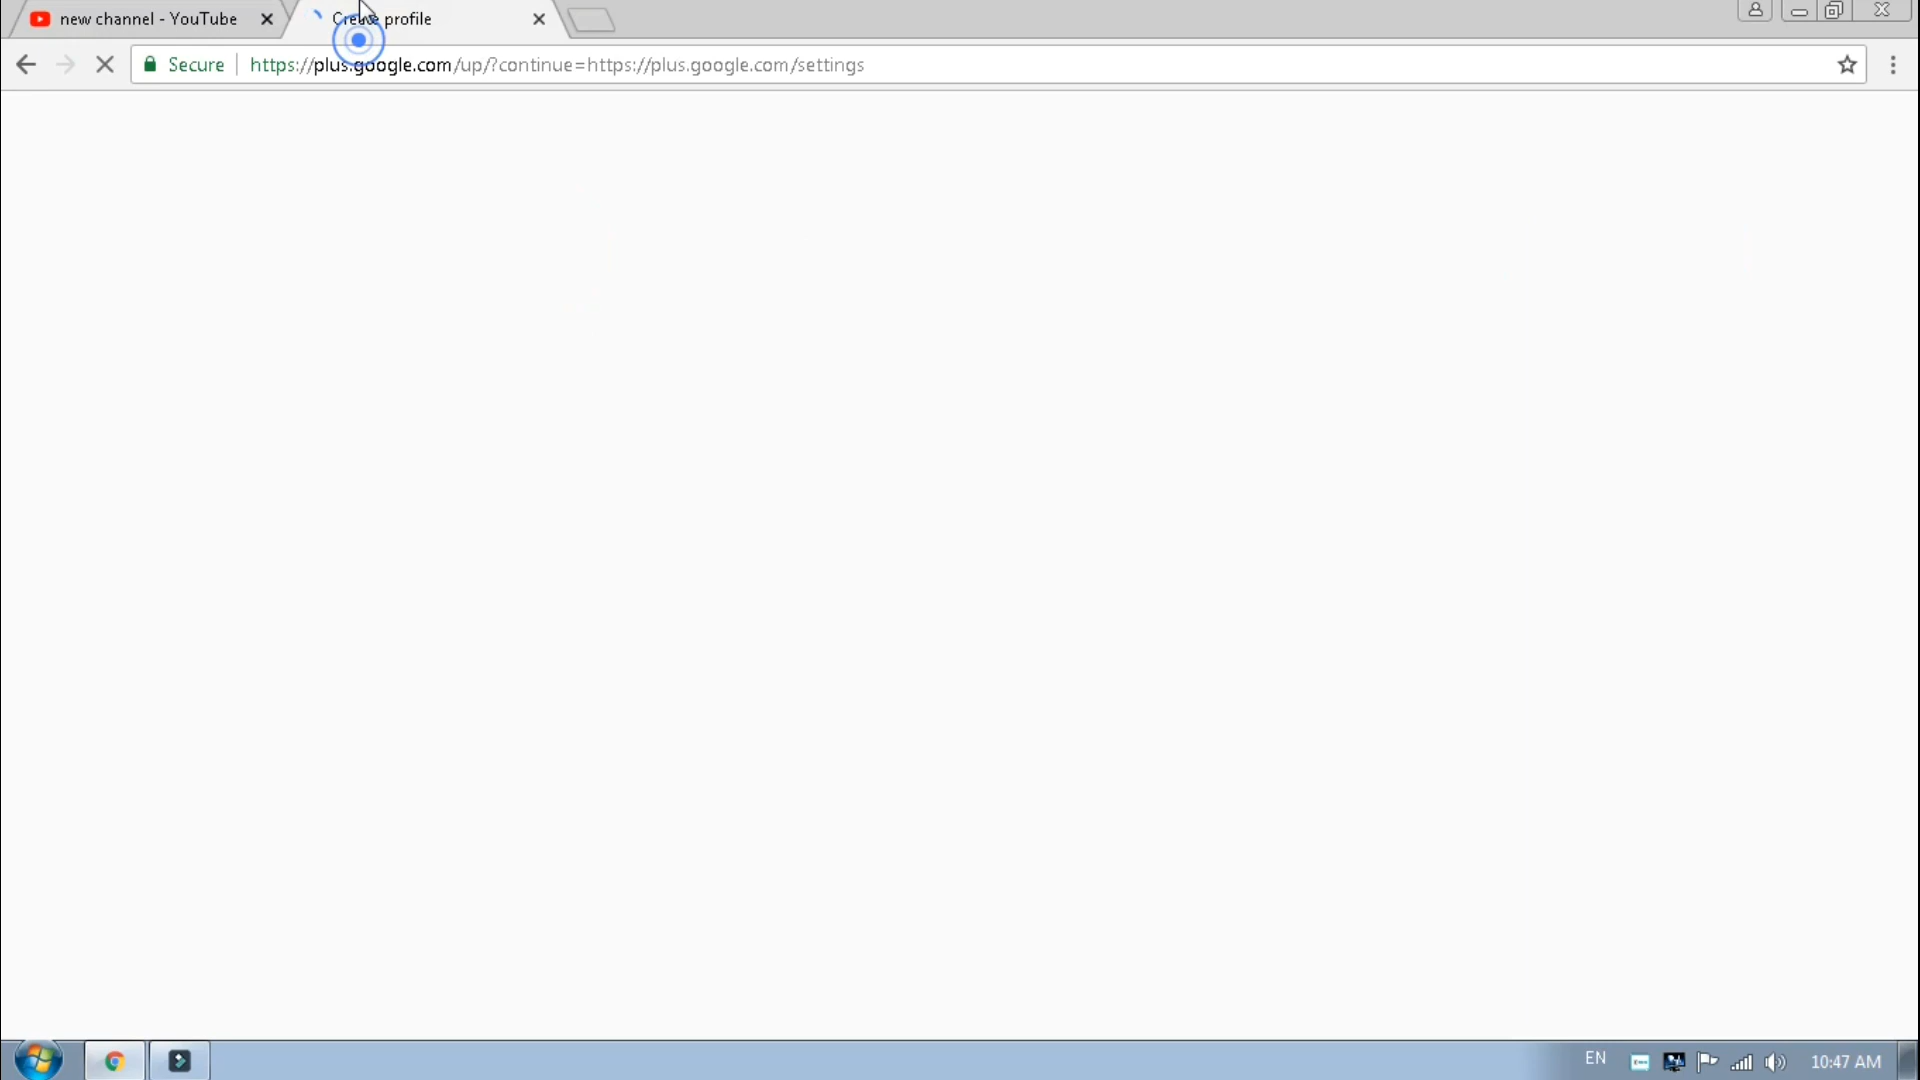 new channel - YouTube
Create profile
Secure
https://plus.google.com/up/?continue=https://plus.google.com/settings
EN
10:47 AM